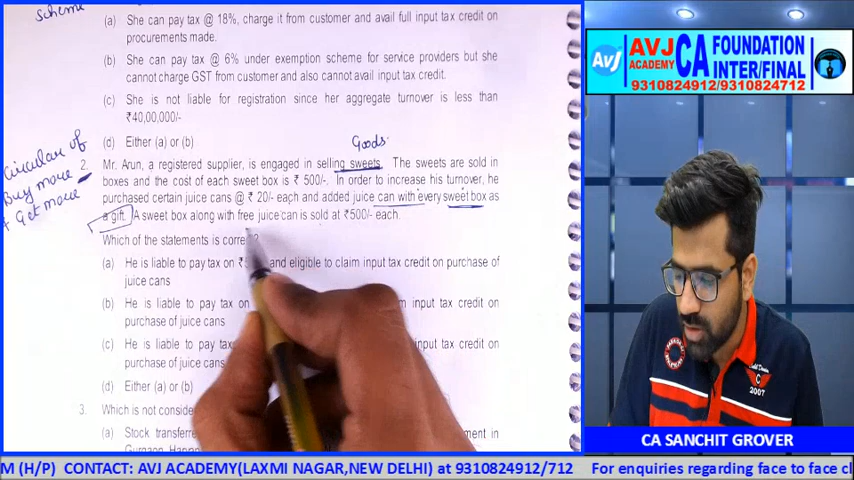 scheme
(a) She can pay tax @ 18%, charge it from customer and avail full input tax credit on
procurements made.
(b) She can pay tax @ 6% under exemption scheme for service providers but she
cannot charge GST from customer and also cannot avail input tax credit.
(c) She is not liable for registration since her aggregate turnover is less than
₹40,00,000/-
(d) Either (a) or (b)
Goods
Circular of
Buy more
+ Get more
2. Mr. Arun, a registered supplier, is engaged in selling sweets. The sweets are sold in
boxes and the cost of each sweet box is ₹ 500/-. In order to increase his turnover, he
purchased certain juice cans @ ₹ 20/- each and added juice can with every sweet box as
a gift. A sweet box along with free juice can is sold at ₹500/- each.
Which of the statements is correct?
(a) He is liable to pay tax on and eligible to claim input tax credit on purchase of
juice cans
(b) He is liable to pay tax on input tax credit on
purchase of juice cans
(c) He is liable to pay tax input tax credit on
purchase of juice cans
(d) Either (a) or (b)
3. Which is not
(a) Stock in
AVJ
AVJ
ACADEMY
CA
FOUNDATION
INTER/FINAL
9310824912/9310824712
2007
CA SANCHIT GROVER
M (H/P) CONTACT: AVJ ACADEMY(LAXMI NAGAR,NEW DELHI) at 9310824912/712 For enquiries regarding face to face cl